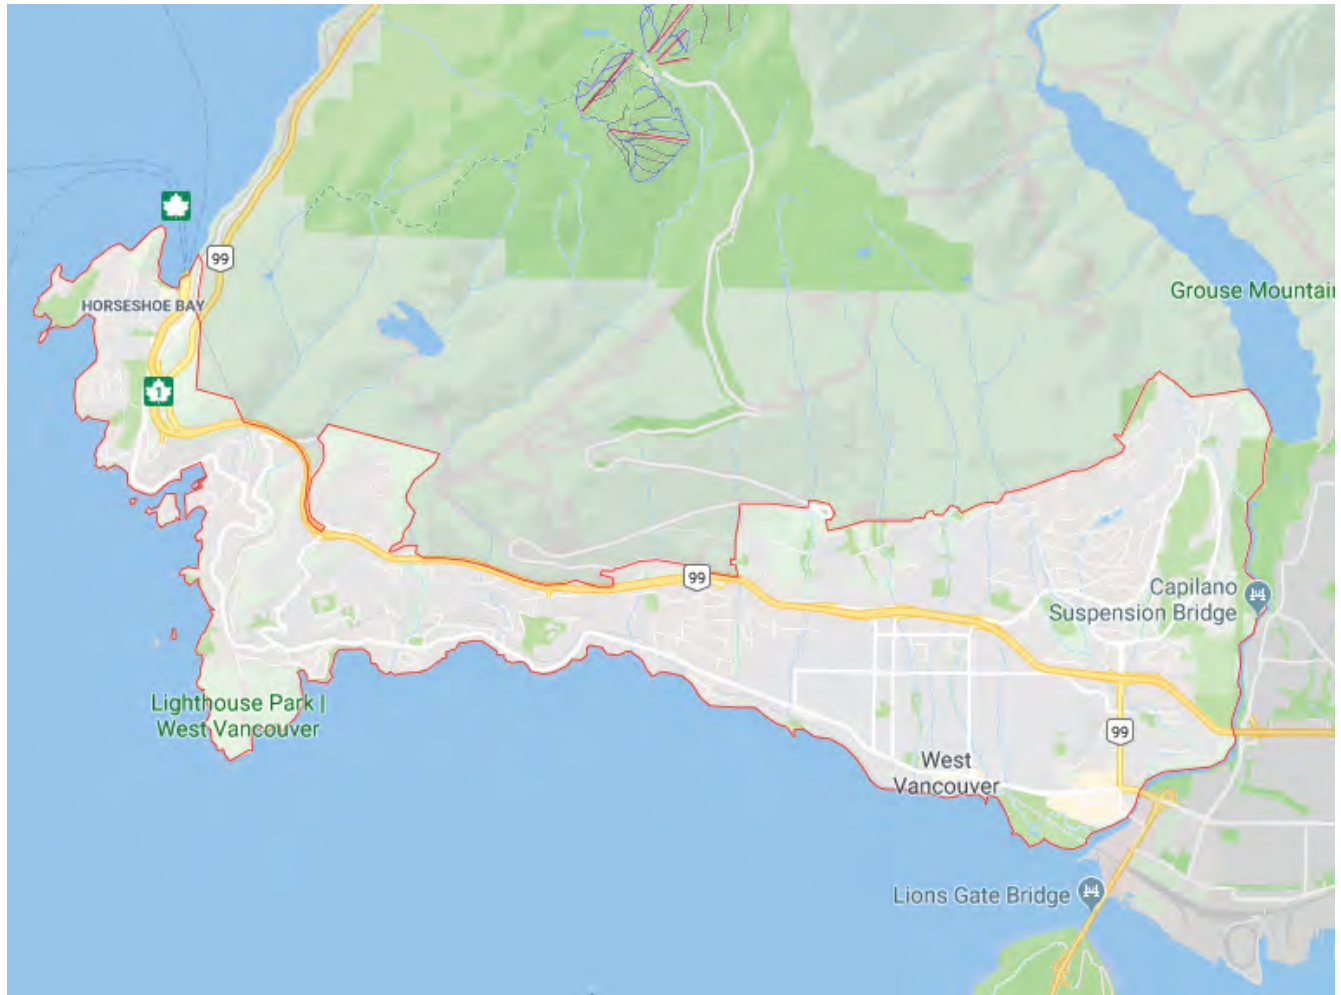 99
Grouse Mountain
HORSESHOE BAY
1
99
Capilano
Suspension Bridge
Lighthouse Park |
West Vancouver
99
West
Vancouver
Lions Gate Bridge